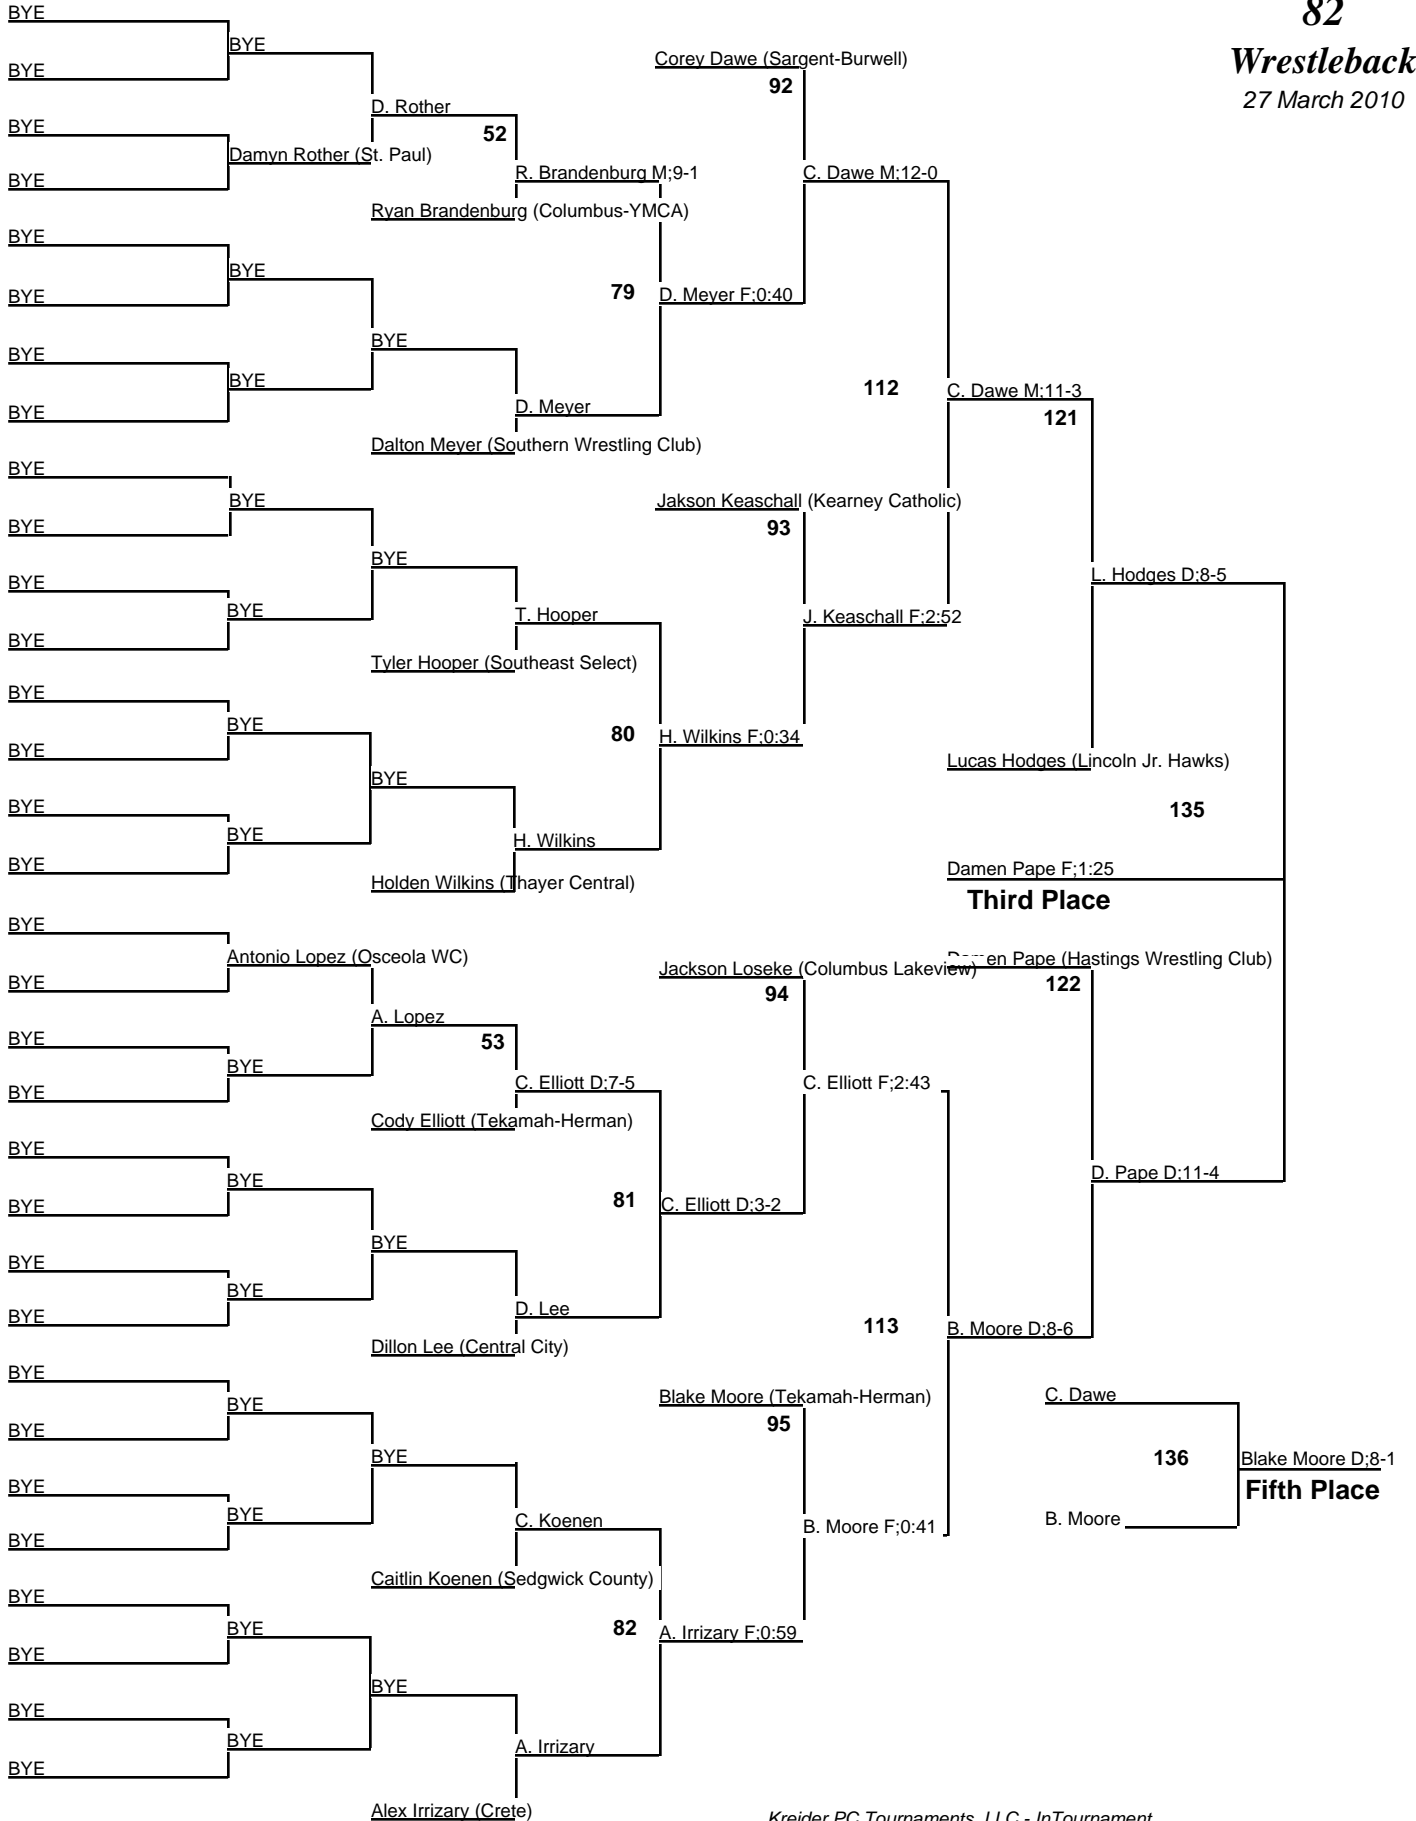 82
Wrestleback
27 March 2010
BYE
BYE
BYE
Corey Dawe (Sargent-Burwell)
92
D. Rother
BYE
52
Damyn Rother (St. Paul)
BYE
R. Brandenburg M;9-1
C. Dawe M;12-0
Ryan Brandenburg (Columbus-YMCA)
BYE
BYE
BYE
79
D. Meyer F;0:40
BYE
BYE
BYE
112
C. Dawe M;11-3
BYE
D. Meyer
121
Dalton Meyer (Southern Wrestling Club)
BYE
BYE
Jakson Keaschall (Kearney Catholic)
BYE
93
BYE
BYE
L. Hodges D;8-5
BYE
T. Hooper
J. Keaschall F;2:52
BYE
Tyler Hooper (Southeast Select)
BYE
BYE
80
H. Wilkins F;0:34
BYE
Lucas Hodges (Lincoln Jr. Hawks)
BYE
BYE
135
BYE
H. Wilkins
BYE
Damen Pape F;1:25
Holden Wilkins (Thayer Central)
Third Place
BYE
Antonio Lopez (Osceola WC)
Jackson Loseke (Columbus Lakeview)
Damen Pape (Hastings Wrestling Club)
BYE
122
94
A. Lopez
BYE
53
BYE
C. Elliott D;7-5
C. Elliott F;2:43
BYE
Cody Elliott (Tekamah-Herman)
BYE
BYE
D. Pape D;11-4
BYE
81
C. Elliott D;3-2
BYE
BYE
BYE
BYE
D. Lee
113
B. Moore D;8-6
Dillon Lee (Central City)
BYE
BYE
Blake Moore (Tekamah-Herman)
C. Dawe
BYE
95
BYE
136
Blake Moore D;8-1
BYE
Fifth Place
BYE
C. Koenen
B. Moore F;0:41
B. Moore
BYE
Caitlin Koenen (Sedgwick County)
BYE
BYE
82
A. Irrizary F;0:59
BYE
BYE
BYE
BYE
A. Irrizary
BYE
Alex Irrizary (Crete)
Kreider PC Tournaments, LLC - InTournament